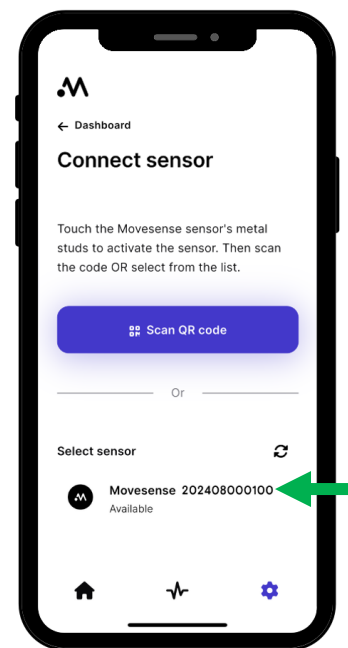 ← Dashboard
Connect sensor
Touch the Movesense sensor's metal
studs to activate the sensor. Then scan
the code OR select from the list.
Scan QR code
Or
Select sensor
Movesense 202408000100
Available